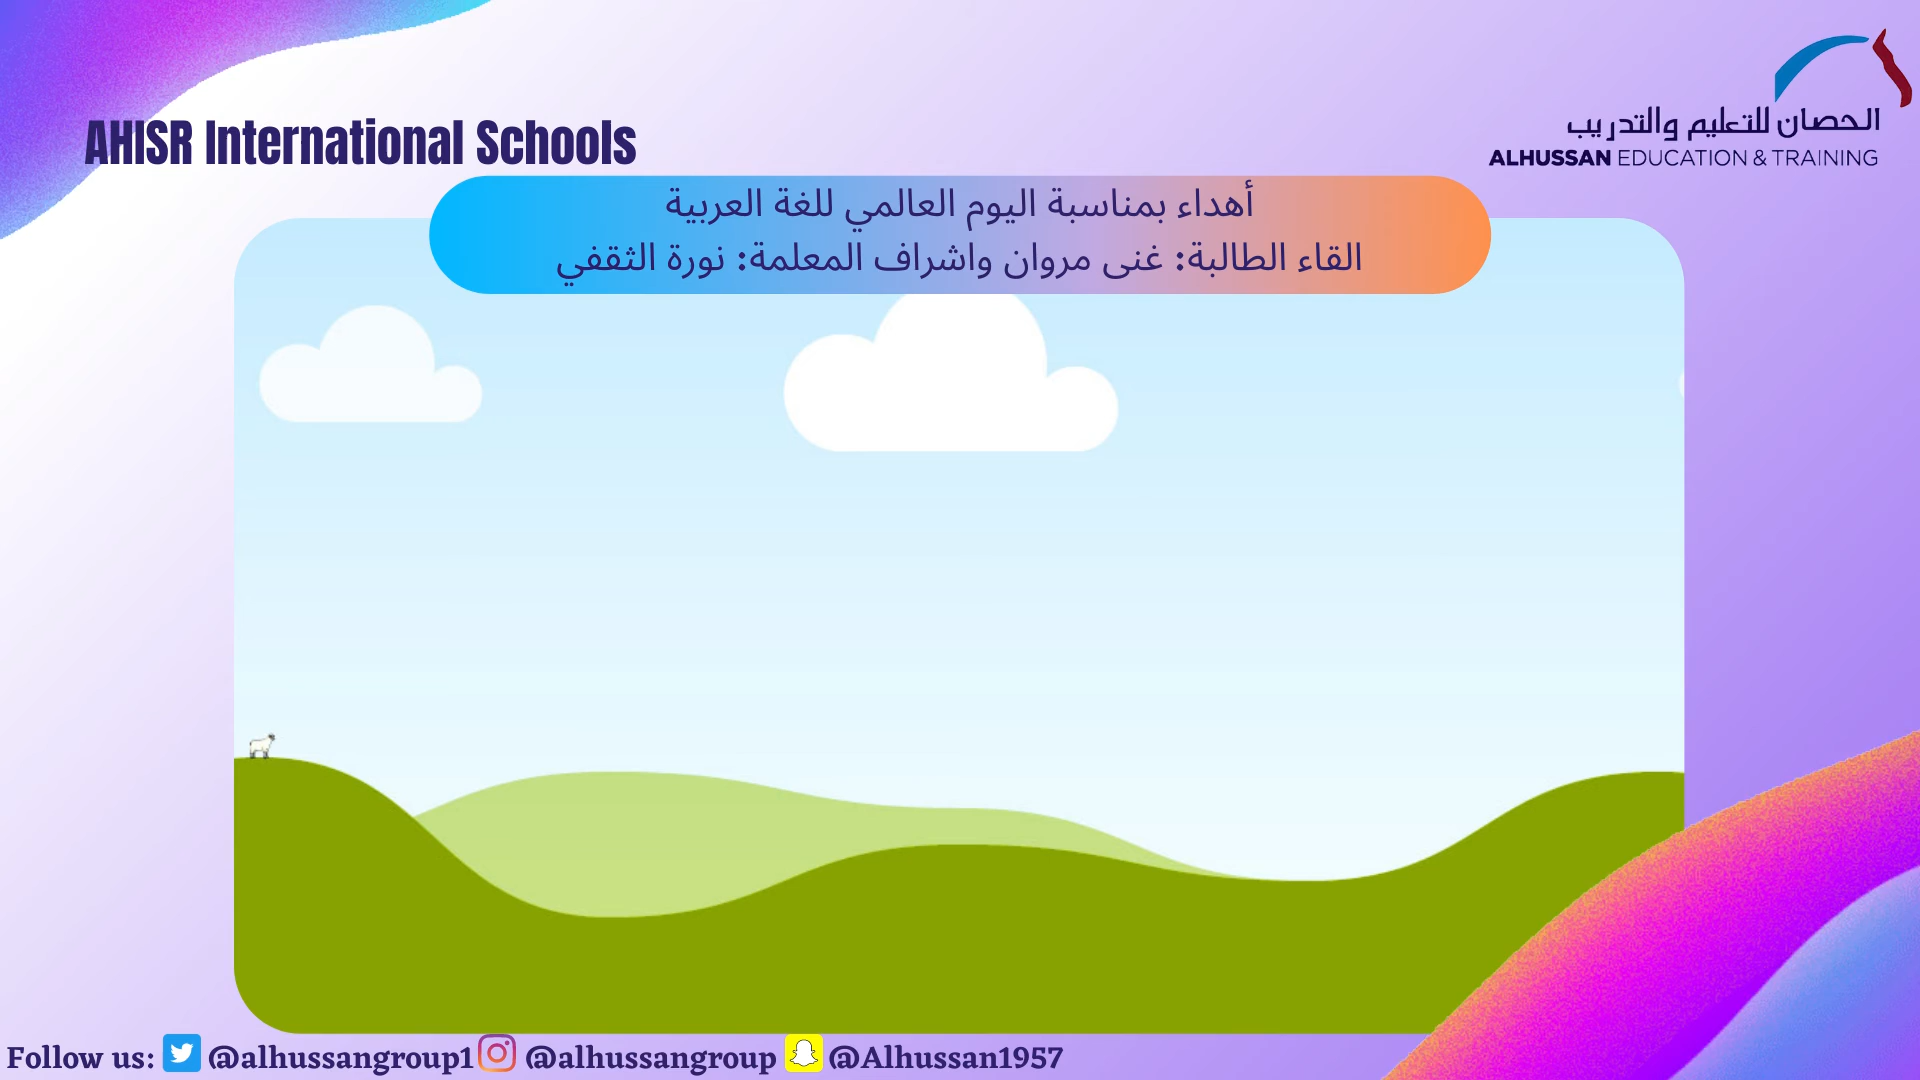 AHISR International Schools
الحصان للتعليم والتدريب
ALHUSSAN EDUCATION & TRAINING
أهداء بمناسبة اليوم العالمي للغة العربية
القاء الطالبة: غنى مروان واشراف المعلمة: نورة الثقفي
Follow us: @alhussangroup1 @alhussangroup @Alhussan1957